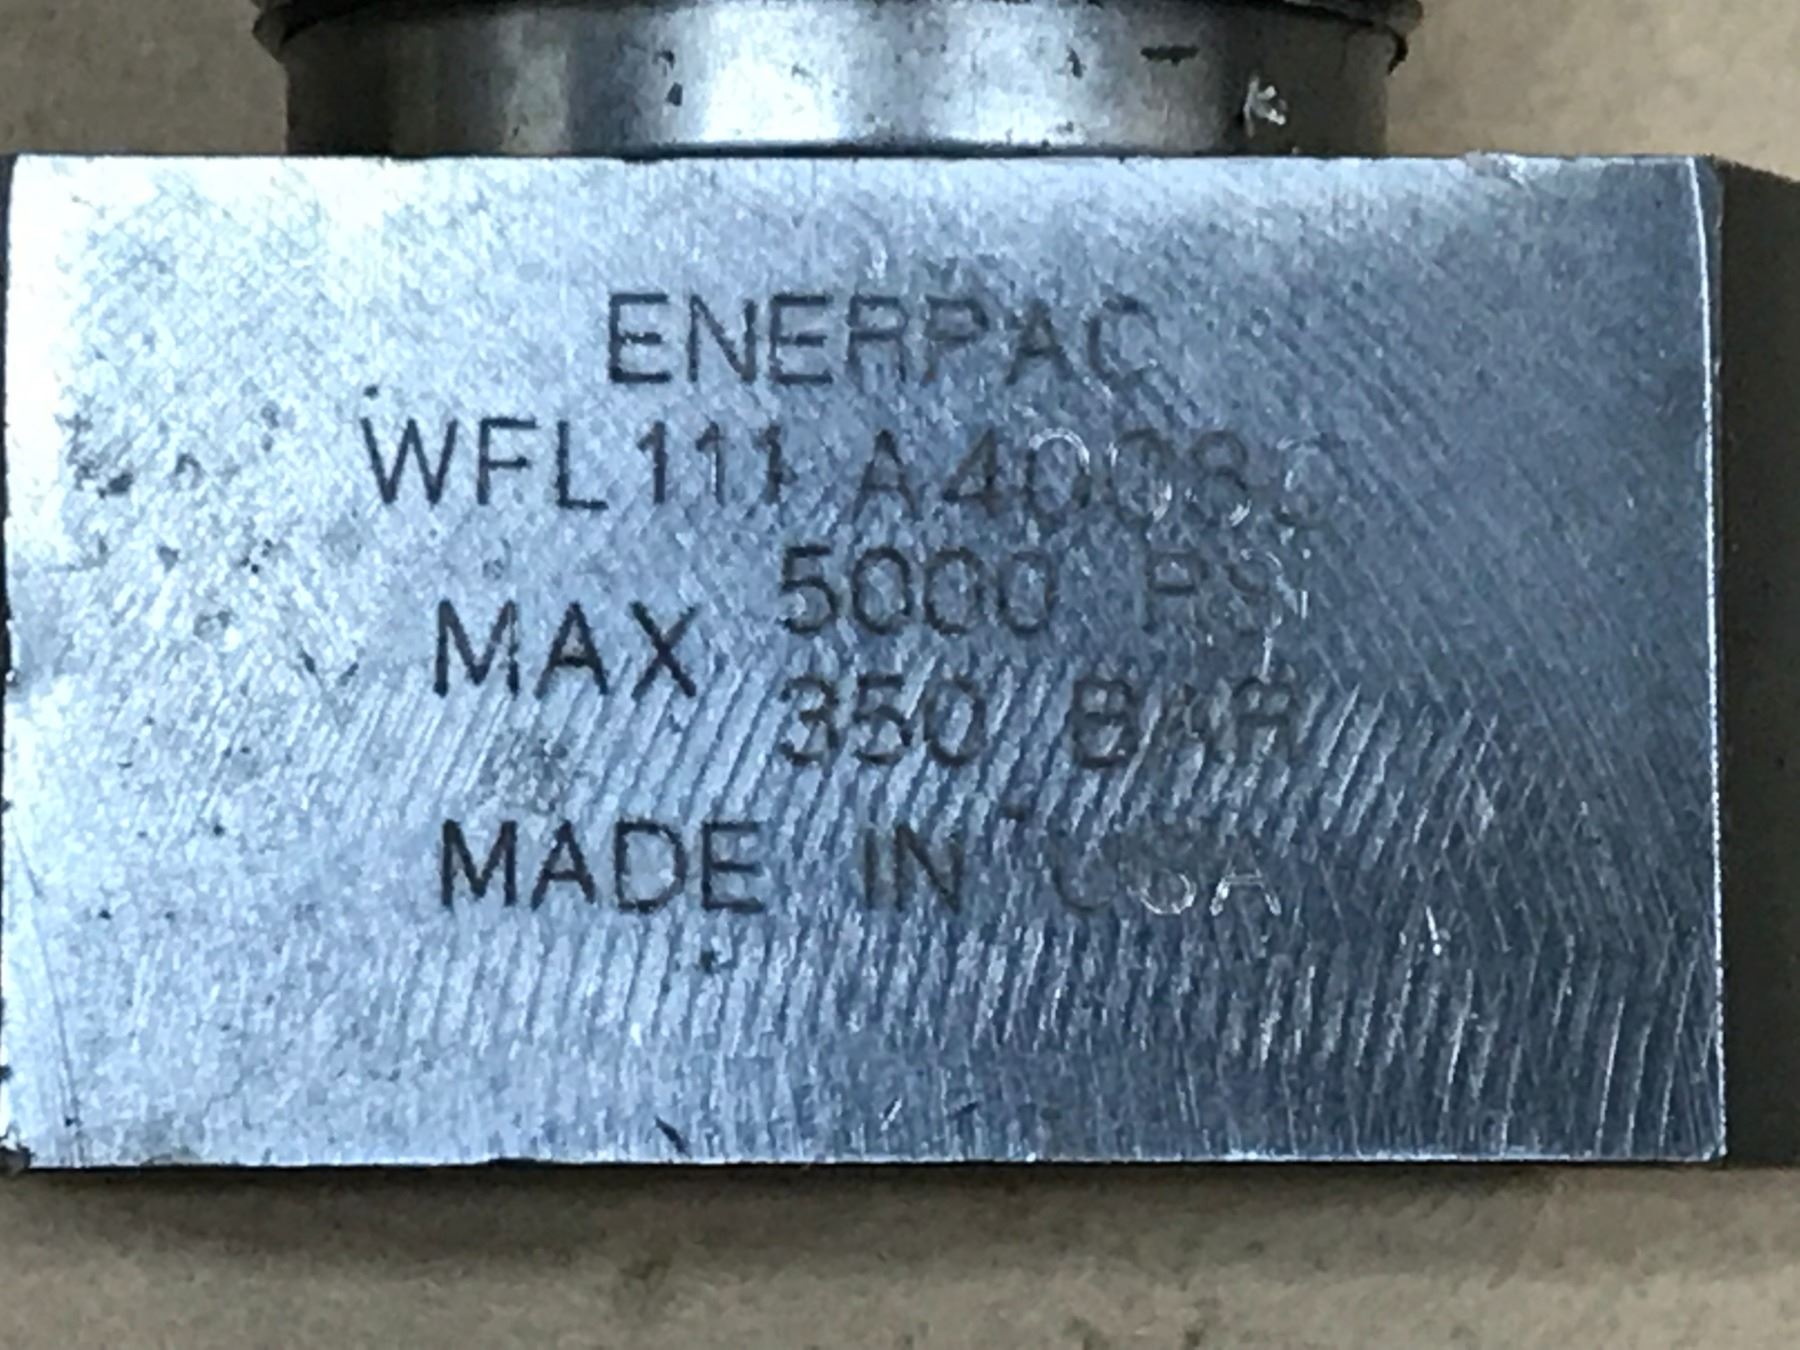 ENERPAC
WFL111
MAX 5000 PSI
350 BAR
MADE IN USA